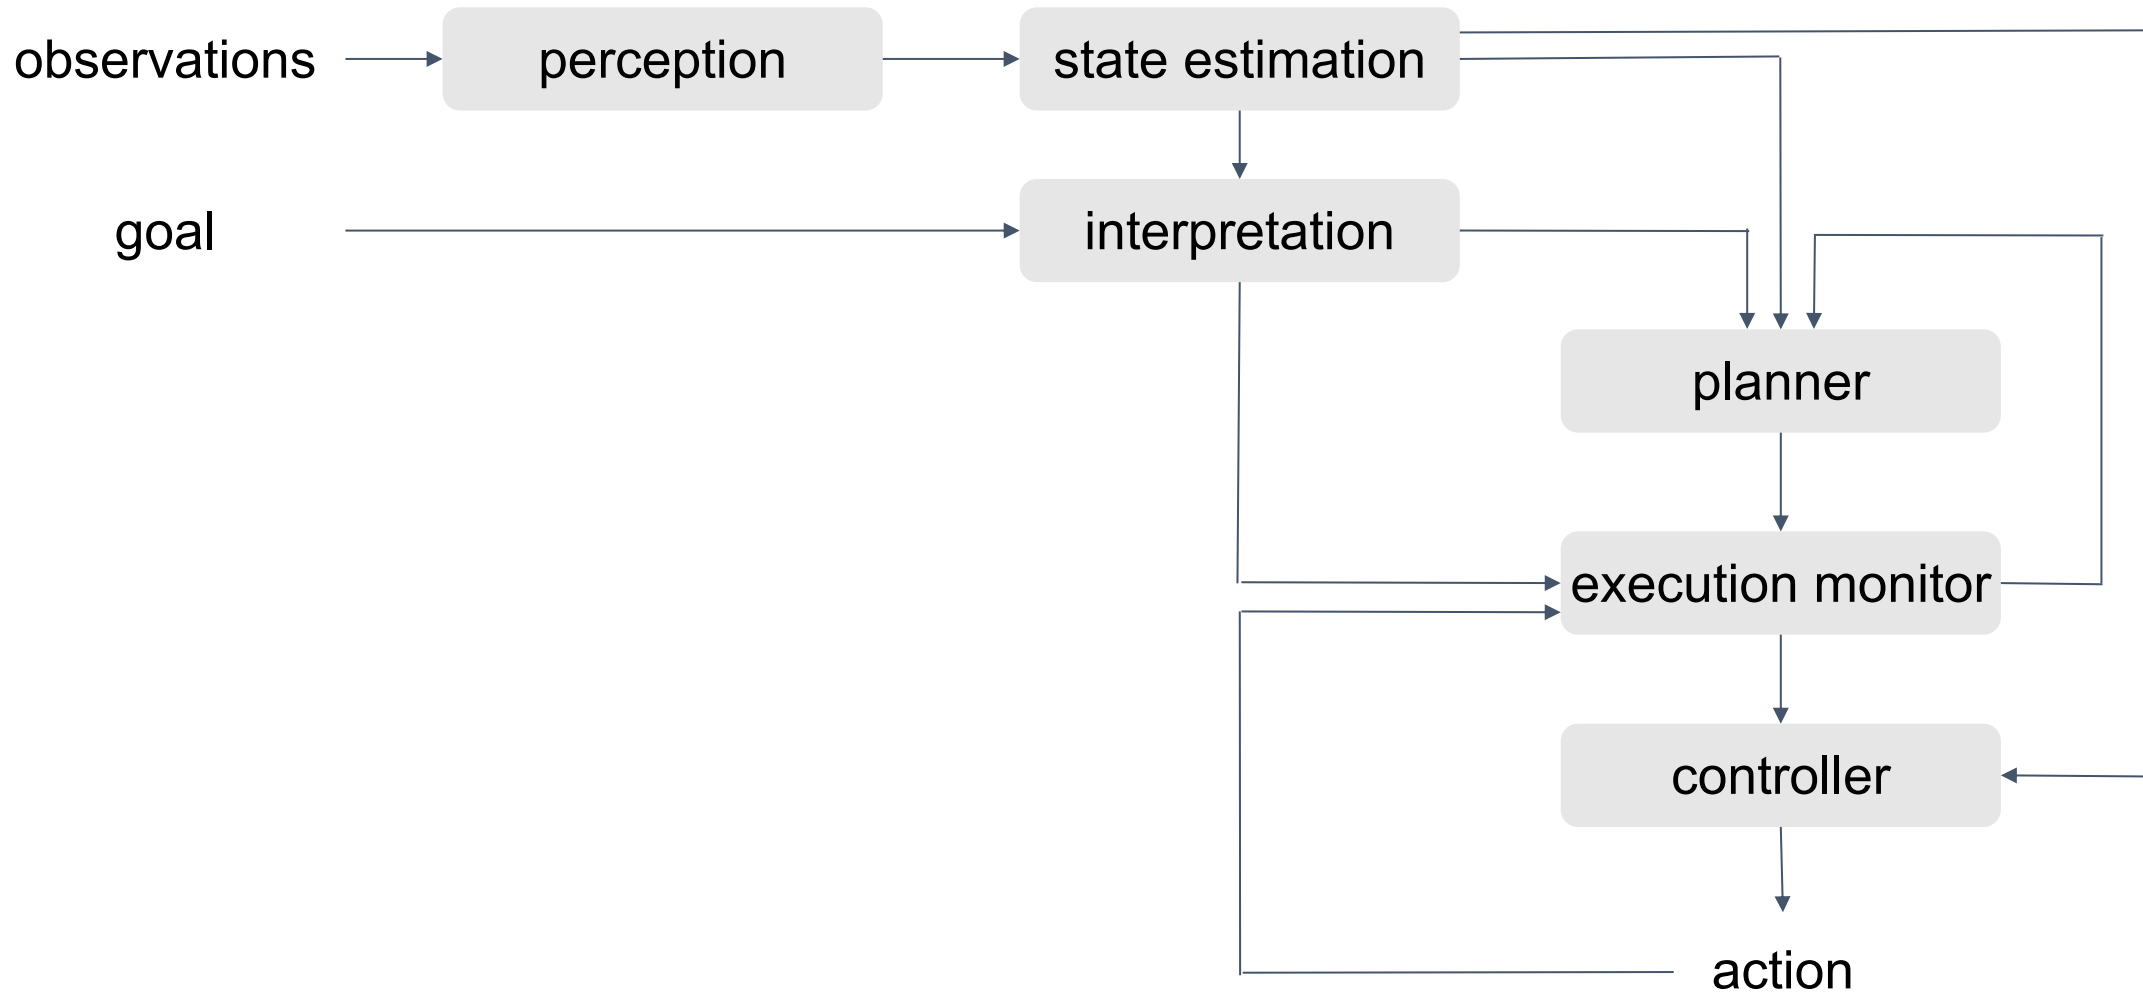 observations
perception
state estimation
goal
interpretation
planner
execution monitor
controller
action